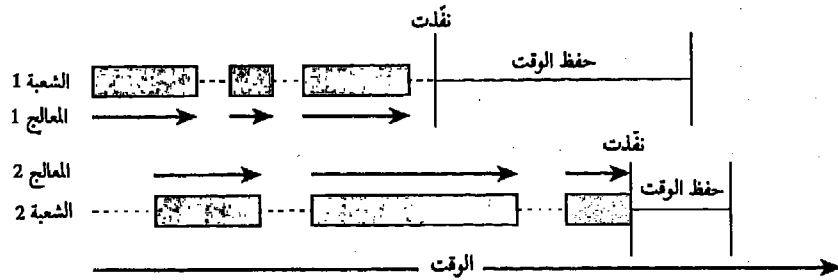 نفّذت
حفظ الوقت
الشعبة 1
المعالج 1
نفّذت
المعالج 2
حفظ الوقت
الشعبة 2
الوقت